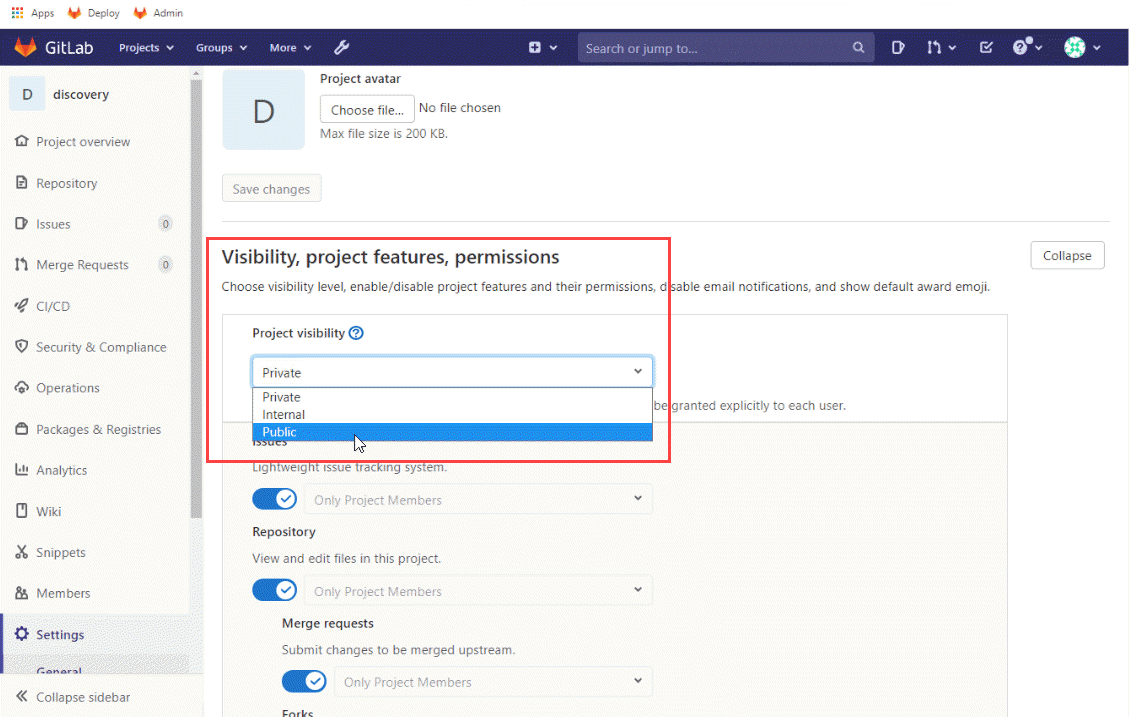 Apps Deploy Admin
GitLab Projects Groups More Search or jump to...
D discovery
Project overview
Repository
Issues 0
Merge Requests 0
CI/CD
Security & Compliance
Operations
Packages & Registries
Analytics
Wiki
Snippets
Members
Settings
General
Collapse sidebar
D
Project avatar
Choose file... No file chosen
Max file size is 200 KB.
Save changes
Visibility, project features, permissions
Collapse
Choose visibility level, enable/disable project features and their permissions, disable email notifications, and show default award emoji.
Project visibility
Private
Private
Internal
Public
be granted explicitly to each user.
Issues
Lightweight issue tracking system.
Only Project Members
Repository
View and edit files in this project.
Only Project Members
Merge requests
Submit changes to be merged upstream.
Only Project Members
Forks